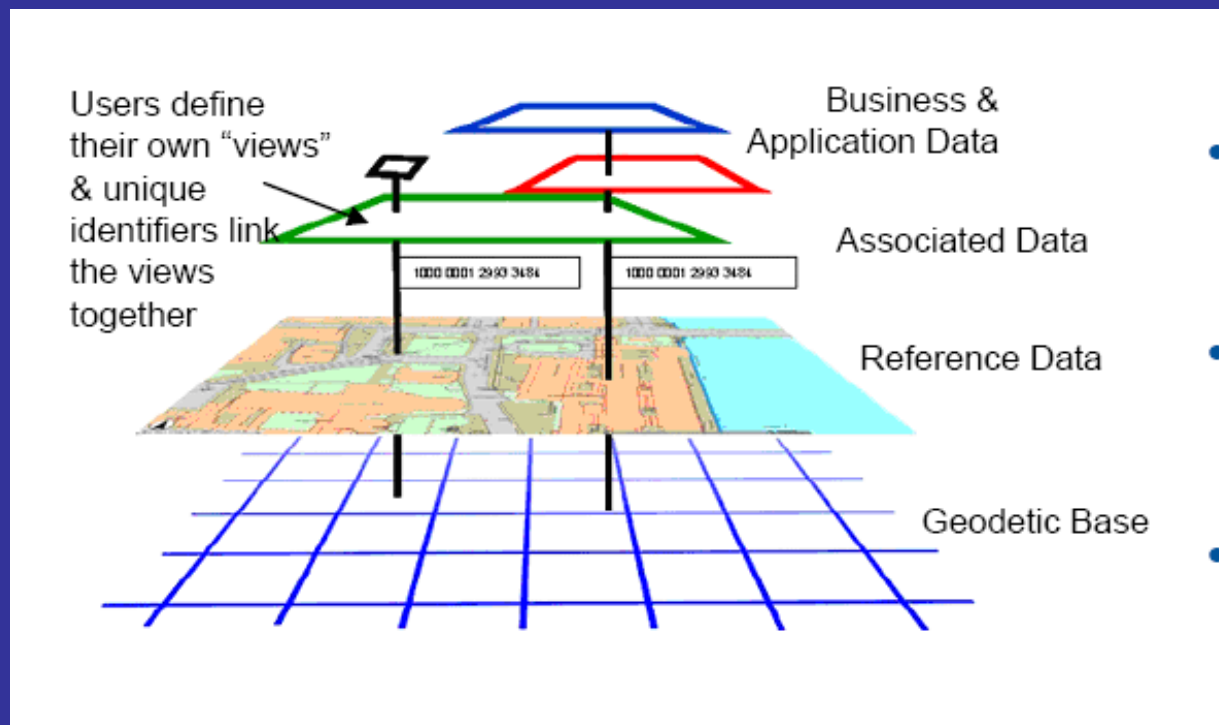 Users define
their own “views”
& unique
identifiers link
the views
together
Business &
Application Data
Associated Data
1000 0001 2993 3484
1000 0001 2993 3484
Reference Data
Geodetic Base